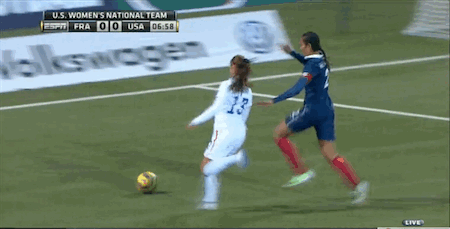 U.S. WOMEN'S NATIONAL TEAM
ESPN FRA 0 0 USA 06:58
Volkswagen
13
LIVE